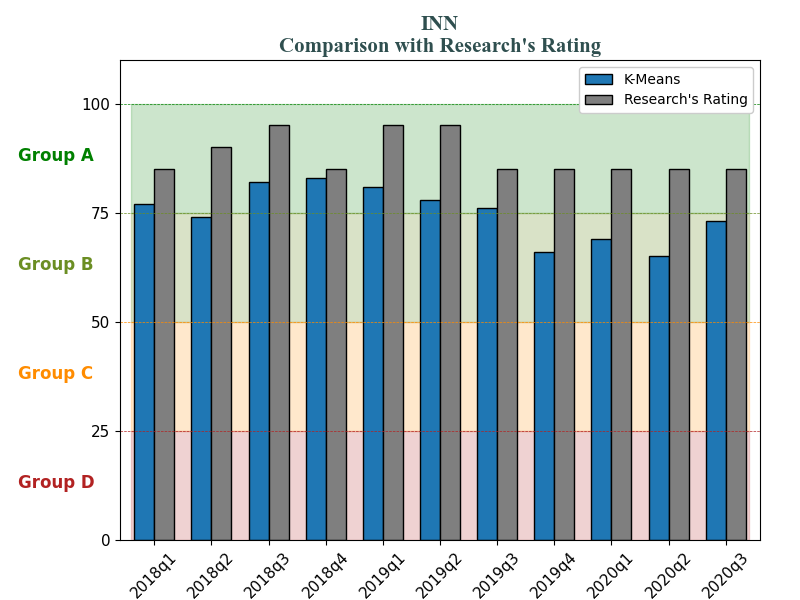 INN
Comparison with Research's Rating
K-Means
Research's Rating
100
Group A
75
Group B
50
Group C
25
Group D
0
2018q1
2018q2
2018q3
2018q4
2019q1
2019q2
2019q3
2019q4
2020q1
2020q2
2020q3